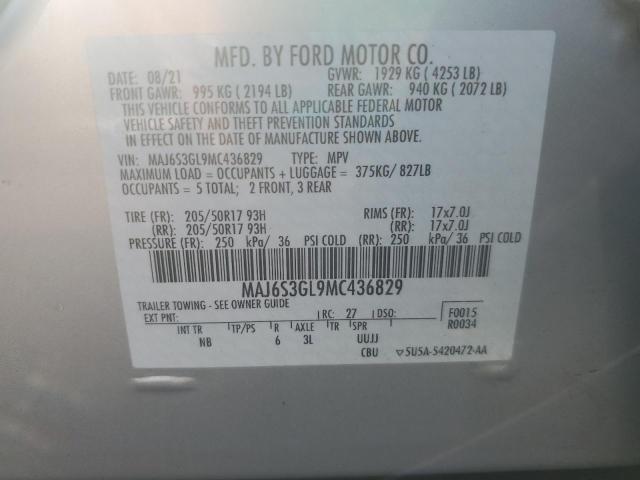 MFD. BY FORD MOTOR CO.
DATE: 08/21 GVWR: 1929 KG ( 4253 LB)
FRONT GAWR: 995 KG ( 2194 LB) REAR GAWR: 940 KG ( 2072 LB)
THIS VEHICLE CONFORMS TO ALL APPLICABLE FEDERAL MOTOR
VEHICLE SAFETY AND THEFT PREVENTION STANDARDS
IN EFFECT ON THE DATE OF MANUFACTURE SHOWN ABOVE.
VIN: MAJ6S3GL9MC436829 TYPE: MPV
MAXIMUM LOAD = OCCUPANTS + LUGGAGE = 375KG/ 827LB
OCCUPANTS = 5 TOTAL; 2 FRONT, 3 REAR
TIRE (FR): 205/50R17 93H RIMS (FR): 17x7.0J
(RR): 205/50R17 93H (RR): 17x7.0J
PRESSURE (FR): 250 kPa/ 36 PSI COLD (RR): 250 kPa/ 36 PSI COLD
MAJ6S3GL9MC436829
TRAILER TOWING - SEE OWNER GUIDE
EXT PNT: RC: 27 DSO: F0015
R0034
INT TR TP/PS R AXLE TR SPR
NB 6 3L UUJJ
CBU ▽5U5A-S420472-AA